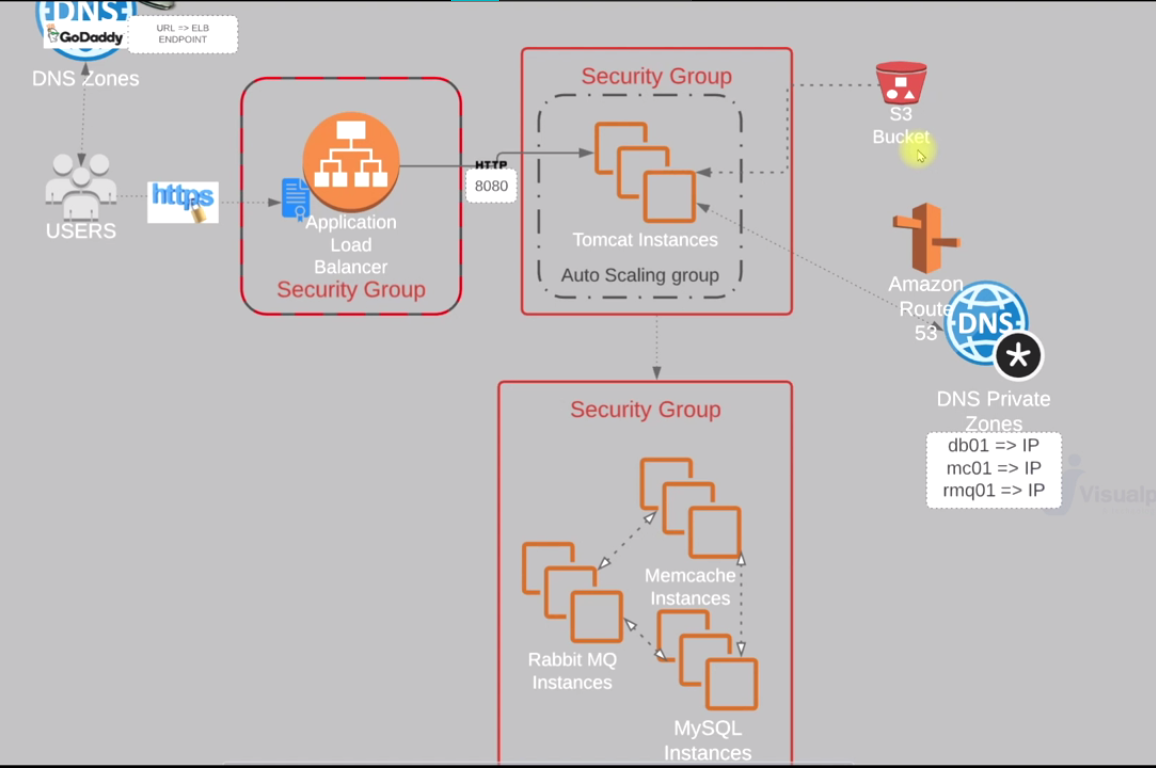 DNS
GoDaddy
URL => ELB
ENDPOINT
DNS Zones
USERS
https
Application
Load
Balancer
Security Group
HTTP
8080
Security Group
Tomcat Instances
Auto Scaling group
S3
Bucket
Amazon
Route
53
DNS
*
DNS Private
Zones
db01 => IP
mc01 => IP
rmq01 => IP
Security Group
Memcache
Instances
Rabbit MQ
Instances
MySQL
Instances